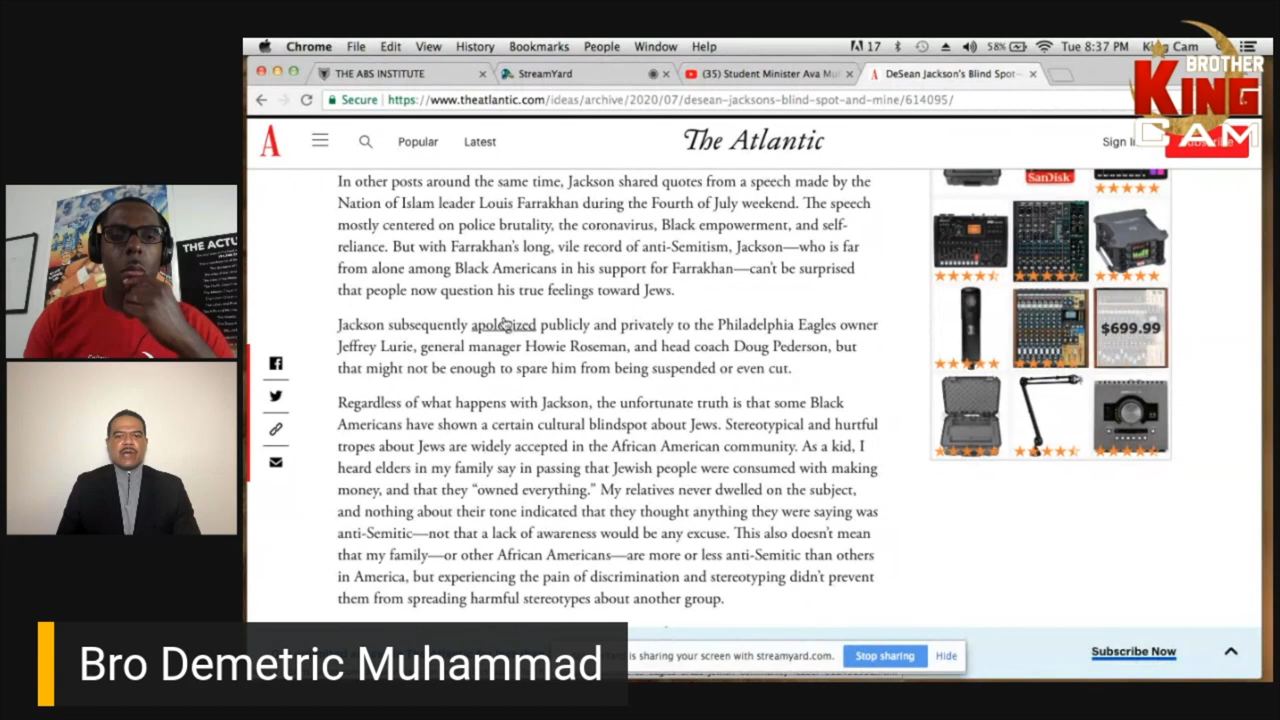 Chrome File Edit View History Bookmarks People Window Help
17 58% Tue 8:37 PM King Cam
THE ABS INSTITUTE
StreamYard
(35) Student Minister Ava Mu
DeSean Jackson's Blind Spot
BROTHER
KING
CAM
Secure https://www.theatlantic.com/ideas/archive/2020/07/desean-jacksons-blind-spot-and-mine/614095/
A
Popular
Latest
The Atlantic
Sign In
In other posts around the same time, Jackson shared quotes from a speech made by the
Nation of Islam leader Louis Farrakhan during the Fourth of July weekend. The speech
mostly centered on police brutality, the coronavirus, Black empowerment, and self-
reliance. But with Farrakhan's long, vile record of anti-Semitism, Jackson—who is far
from alone among Black Americans in his support for Farrakhan—can't be surprised
that people now question his true feelings toward Jews.
Jackson subsequently apologized publicly and privately to the Philadelphia Eagles owner
Jeffrey Lurie, general manager Howie Roseman, and head coach Doug Pederson, but
that might not be enough to spare him from being suspended or even cut.
Regardless of what happens with Jackson, the unfortunate truth is that some Black
Americans have shown a certain cultural blindspot about Jews. Stereotypical and hurtful
tropes about Jews are widely accepted in the African American community. As a kid, I
heard elders in my family say in passing that Jewish people were consumed with making
money, and that they “owned everything.” My relatives never dwelled on the subject,
and nothing about their tone indicated that they thought anything they were saying was
anti-Semitic—not that a lack of awareness would be any excuse. This also doesn't mean
that my family—or other African Americans—are more or less anti-Semitic than others
in America, but experiencing the pain of discrimination and stereotyping didn't prevent
them from spreading harmful stereotypes about another group.
SanDisk
$699.99
THE ACTU
is sharing your screen with streamyard.com.
Stop sharing
Hide
Subscribe Now
Bro Demetric Muhammad